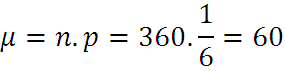 μ = n.p = 360.1/6 = 60